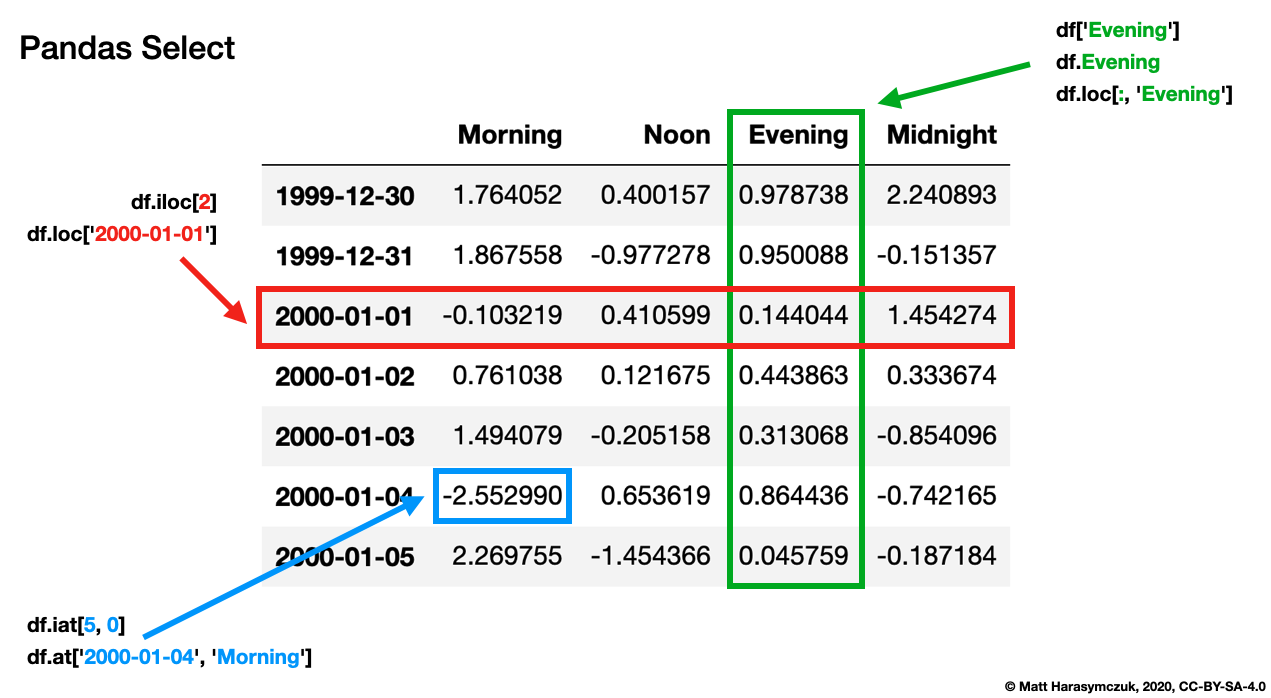 Pandas Select
df['Evening']
df.Evening
df.loc[:, 'Evening']
Morning Noon Evening Midnight
df.iloc[2]
df.loc['2000-01-01']
1999-12-30 1.764052 0.400157 0.978738 2.240893
1999-12-31 1.867558 -0.977278 0.950088 -0.151357
2000-01-01 -0.103219 0.410599 0.144044 1.454274
2000-01-02 0.761038 0.121675 0.443863 0.333674
2000-01-03 1.494079 -0.205158 0.313068 -0.854096
2000-01-04 -2.552990 0.653619 0.864436 -0.742165
2000-01-05 2.269755 -1.454366 0.045759 -0.187184
df.iat[5, 0]
df.at['2000-01-04', 'Morning']
© Matt Harasymczuk, 2020, CC-BY-SA-4.0